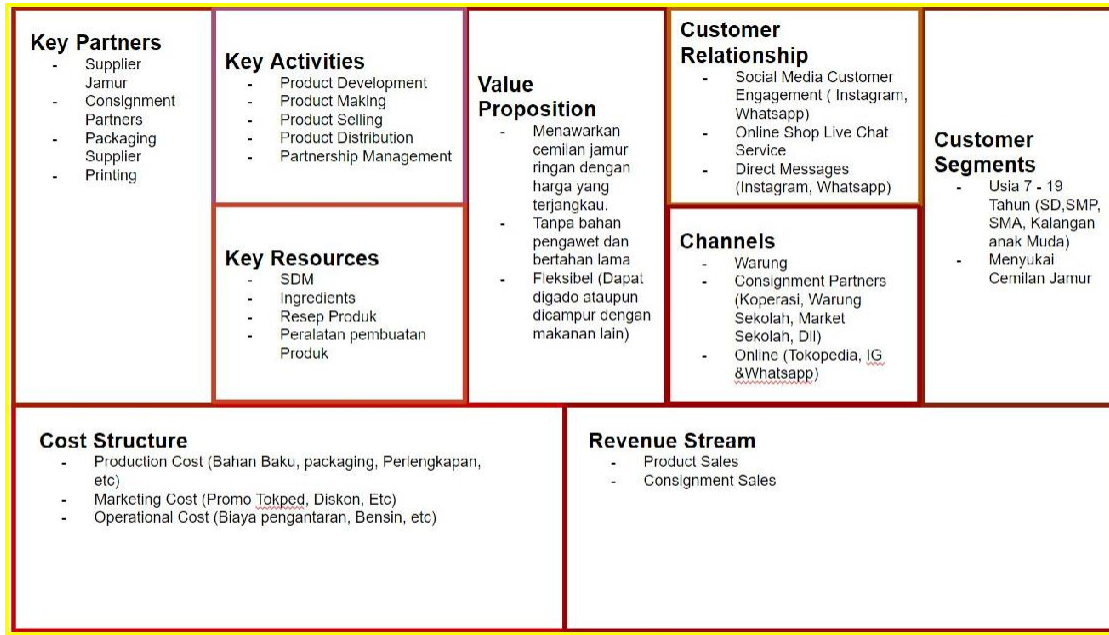 Key Partners
- Supplier
Jamur
- Consignment
Partners
- Packaging
Supplier
- Printing
Key Activities
- Product Development
- Product Making
- Product Selling
- Product Distribution
- Partnership Management
Key Resources
- SDM
- Ingredients
- Resep Produk
- Peralatan pembuatan
Produk
Value
Proposition
- Menawarkan
cemilan jamur
ringan dengan
harga yang
terjangkau.
- Tanpa bahan
pengawet dan
bertahan lama
- Fleksibel (Dapat
digado ataupun
dicampur dengan
makanan lain)
Customer
Relationship
- Social Media Customer
Engagement ( Instagram,
Whatsapp)
- Online Shop Live Chat
Service
- Direct Messages
(Instagram, Whatsapp)
Channels
- Warung
- Consignment Partners
(Koperasi, Warung
Sekolah, Market
Sekolah, Dll)
- Online (Tokopedia, IG
&Whatsapp)
Customer
Segments
- Usia 7 - 19
Tahun (SD,SMP,
SMA, Kalangan
anak Muda)
- Menyukai
Cemilan Jamur
Cost Structure
- Production Cost (Bahan Baku, packaging, Perlengkapan,
etc)
- Marketing Cost (Promo Tokped, Diskon, Etc)
- Operational Cost (Biaya pengantaran, Bensin, etc)
Revenue Stream
- Product Sales
- Consignment Sales